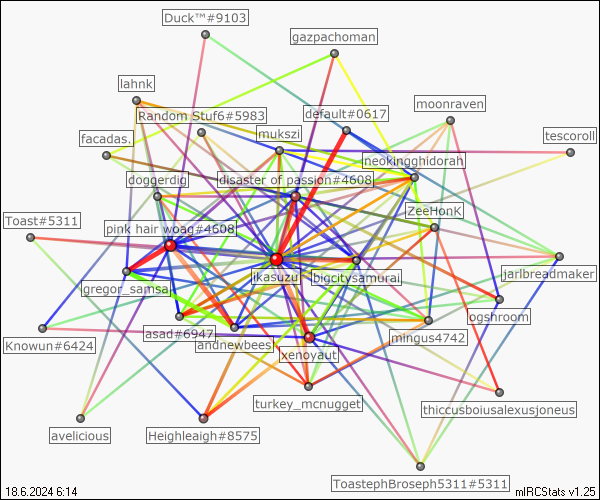 Duck™#9103
gazpachoman
lahnk
Random Stuf6#5983
default#0617
moonraven
facadas.
mukszi
tescoroll
neokingghidorah
doggerdig
disaster of passion#4608
Toast#5311
pink hair woag#4608
ZeeHonK
gregor_samsa
ikasuzu
bigcitysamurai
jarlbreadmaker
ogshroom
Knowun#6424
asad#6947
andnewbees
mingus4742
xenoyaut
turkey_mcnugget
thiccusboiusalexusjoneus
avelicious
Heighleaigh#8575
ToastephBroseph5311#5311
18.6.2024 6:14
mIRCStats v1.25